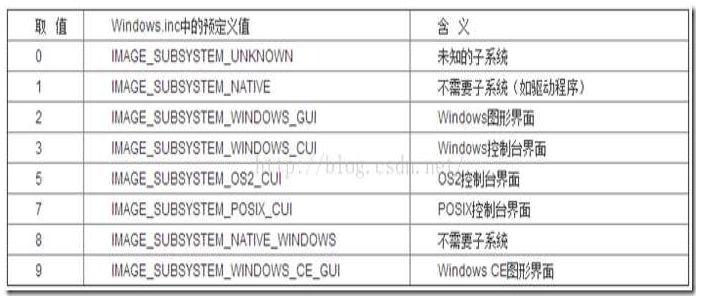 取 值 Windows.inc中的预定义值 含 义
0 IMAGE_SUBSYSTEM_UNKNOWN 未知的子系统
1 IMAGE_SUBSYSTEM_NATIVE 不需要子系统（如驱动程序）
2 IMAGE_SUBSYSTEM_WINDOWS_GUI Windows图形界面
3 IMAGE_SUBSYSTEM_WINDOWS_CUI Windows控制台界面
http://blog.csdn.net/
5 IMAGE_SUBSYSTEM_OS2_CUI OS2控制台界面
7 IMAGE_SUBSYSTEM_POSIX_CUI POSIX控制台界面
8 IMAGE_SUBSYSTEM_NATIVE_WINDOWS 不需要子系统
9 IMAGE_SUBSYSTEM_WINDOWS_CE_GUI Windows CE图形界面